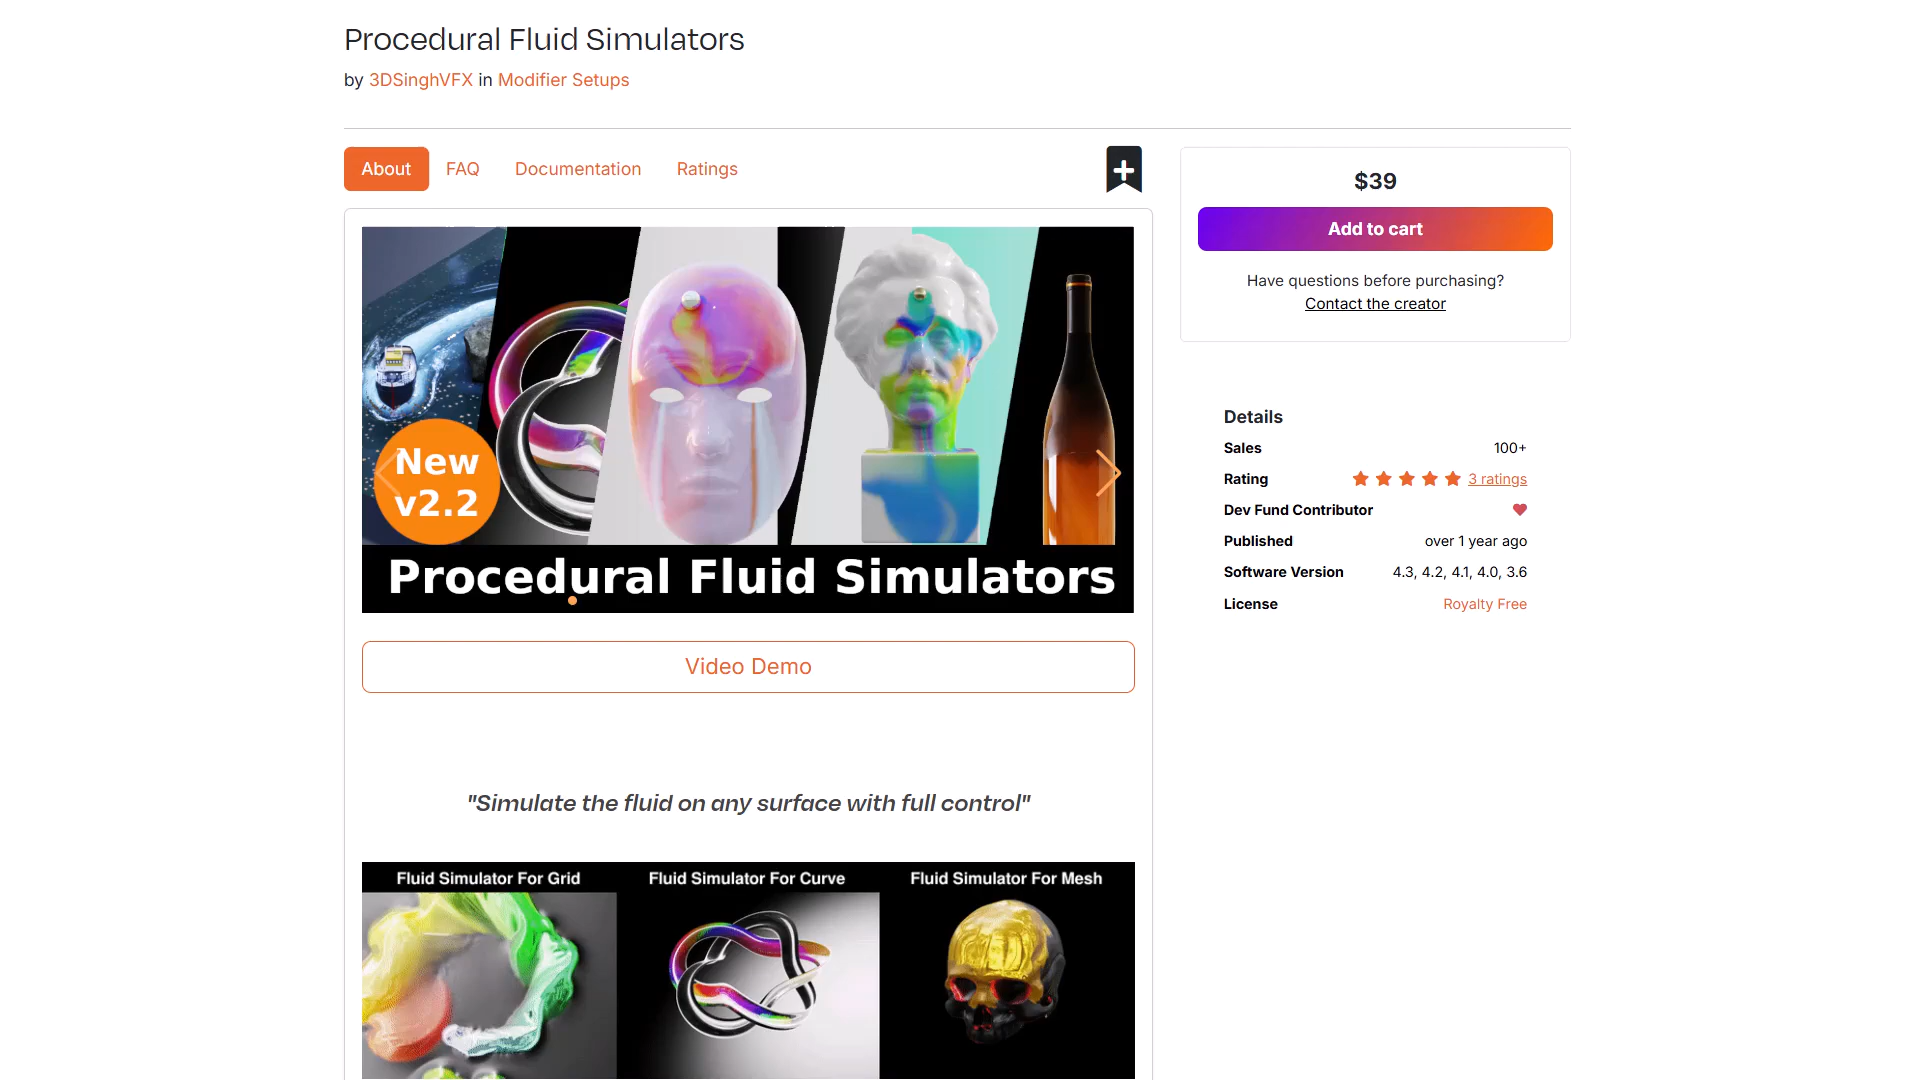 Procedural Fluid Simulators
by 3DSinghVFX in Modifier Setups
About
FAQ
Documentation
Ratings
New
v2.2
Procedural Fluid Simulators
Video Demo
"Simulate the fluid on any surface with full control"
Fluid Simulator For Grid
Fluid Simulator For Curve
Fluid Simulator For Mesh
$39
Add to cart
Have questions before purchasing?
Contact the creator
Details
Sales 100+
Rating 3 ratings
Dev Fund Contributor
Published over 1 year ago
Software Version 4.3, 4.2, 4.1, 4.0, 3.6
License Royalty Free